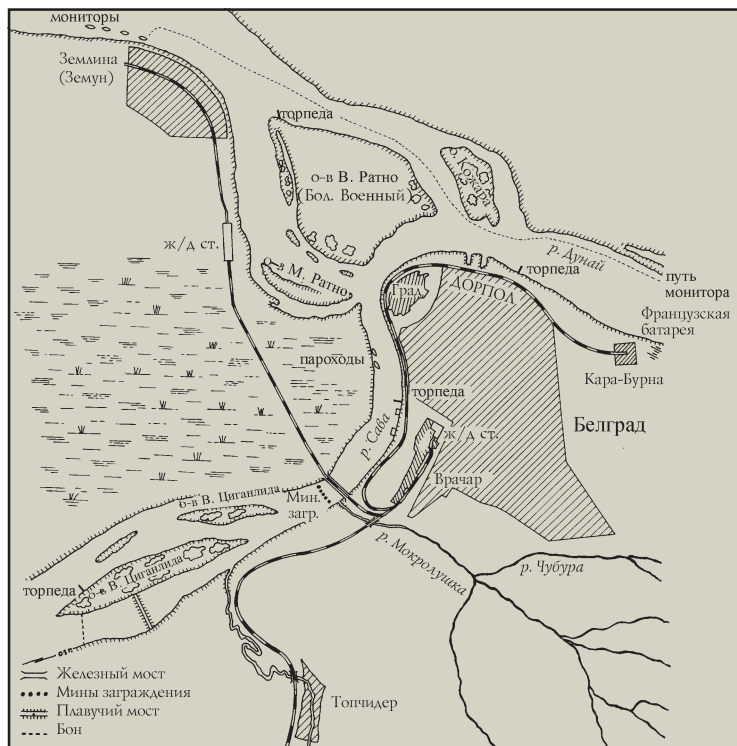 мониторы
Землина
(Земун)
торпеда
о-в В. Ратно
(Бол. Военный)
о Кожара
ж/д ст.
р. Дунай
о-в М. Ратно
торпеда
путь
монитора
Град
ДОРПОЛ
Французская
батарея
пароходы
Кара-Бурна
торпеда
р. Сава
Белград
ж/д ст.
о-в В. Циганлида
Мин.
загр.
Врачар
р. Мокролушка
р. Чубура
торпеда
о-в В. Циганлида
Железный мост
Мины заграждения
Плавучий мост
Бон
Топчидер